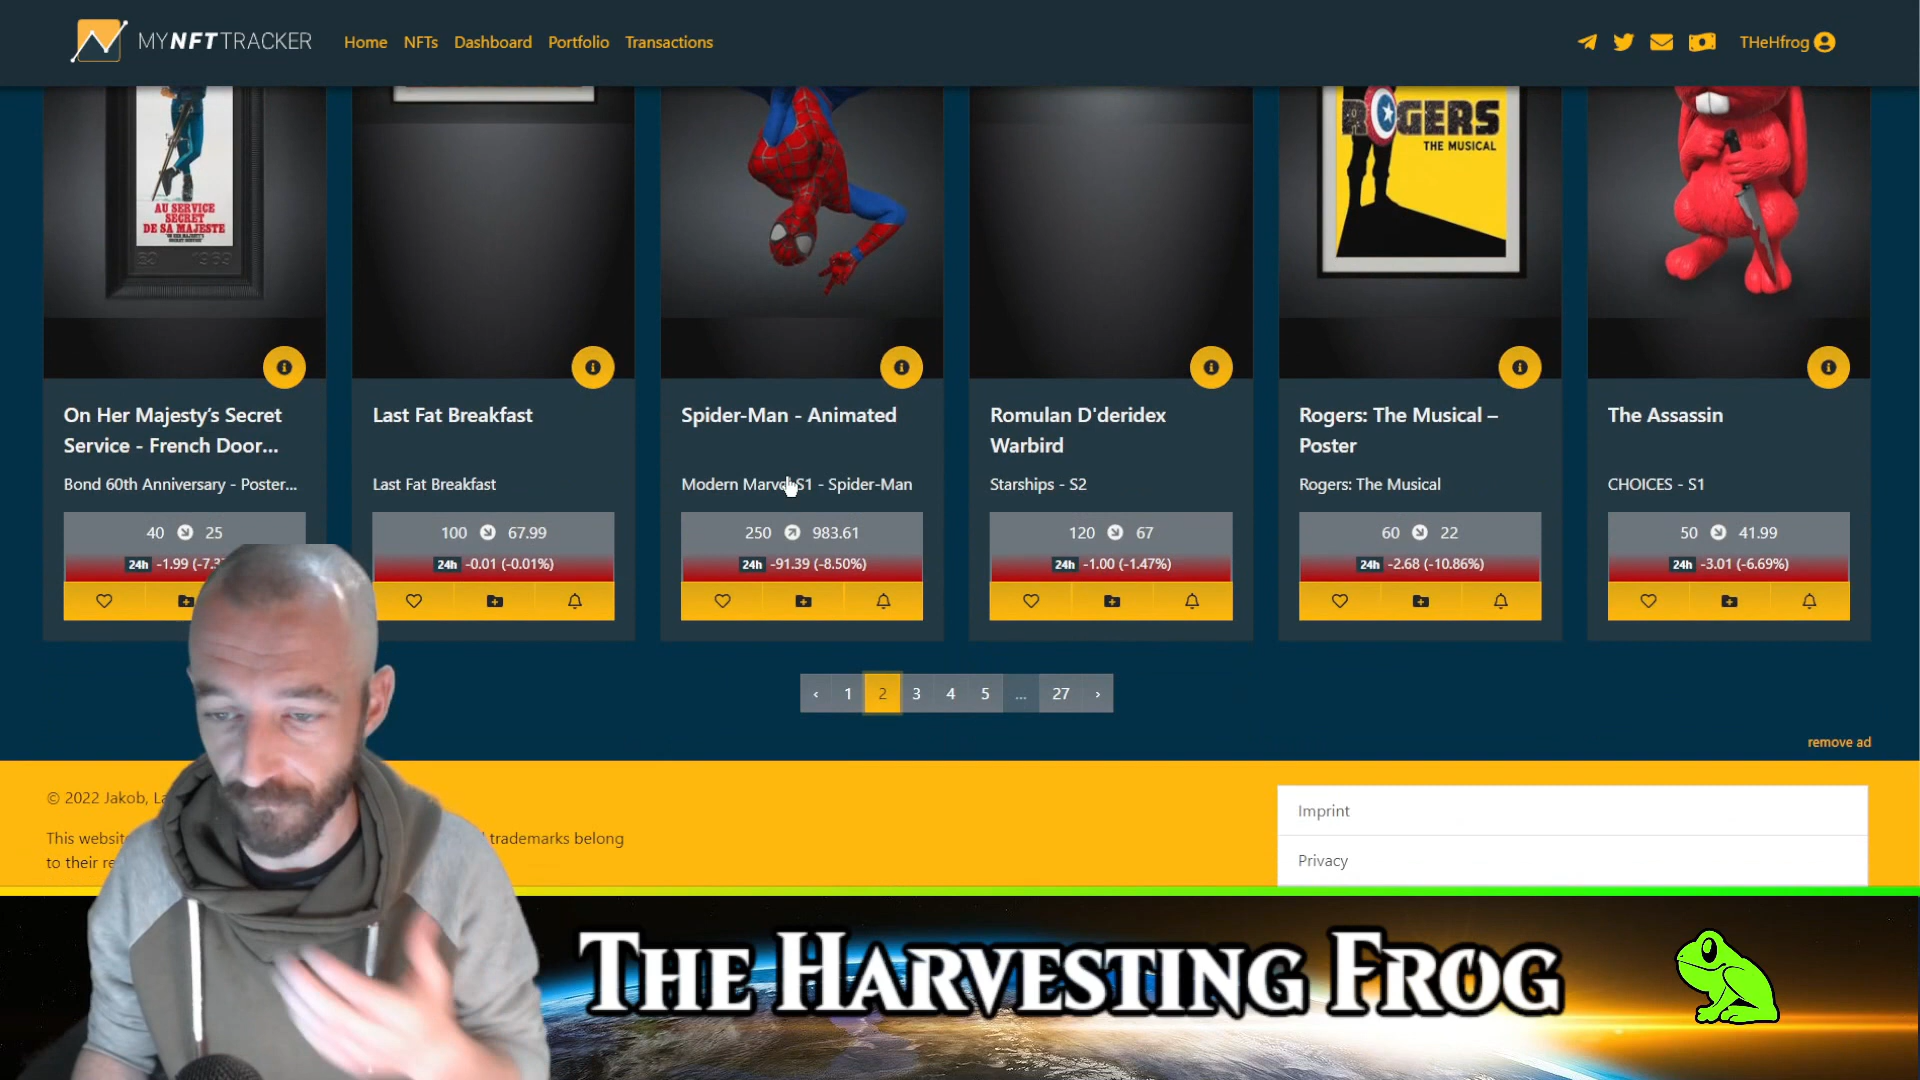 MYNFTTRACKER Home NFTs Dashboard Portfolio Transactions THeHfrog
AU SERVICE
SECRET
DE SA MAJESTE
ROGERS
THE MUSICAL
On Her Majesty's Secret
Service - French Door...
Bond 60th Anniversary - Poster...
40 25
24h -1.99
Last Fat Breakfast
Last Fat Breakfast
100 67.99
24h -0.01 (-0.01%)
Spider-Man - Animated
Modern Marvel S1 - Spider-Man
250 983.61
24h -91.39 (-8.50%)
Romulan D'deridex
Warbird
Starships - S2
120 67
24h -1.00 (-1.47%)
Rogers: The Musical –
Poster
Rogers: The Musical
60 22
24h -2.68 (-10.86%)
The Assassin
CHOICES - S1
50 41.99
24h -3.01 (-6.69%)
‹ 1 2 3 4 5 ... 27 ›
remove ad
© 2022 Jakob,
This trademarks belong
to their
Imprint
Privacy
THE HARVESTING FROG